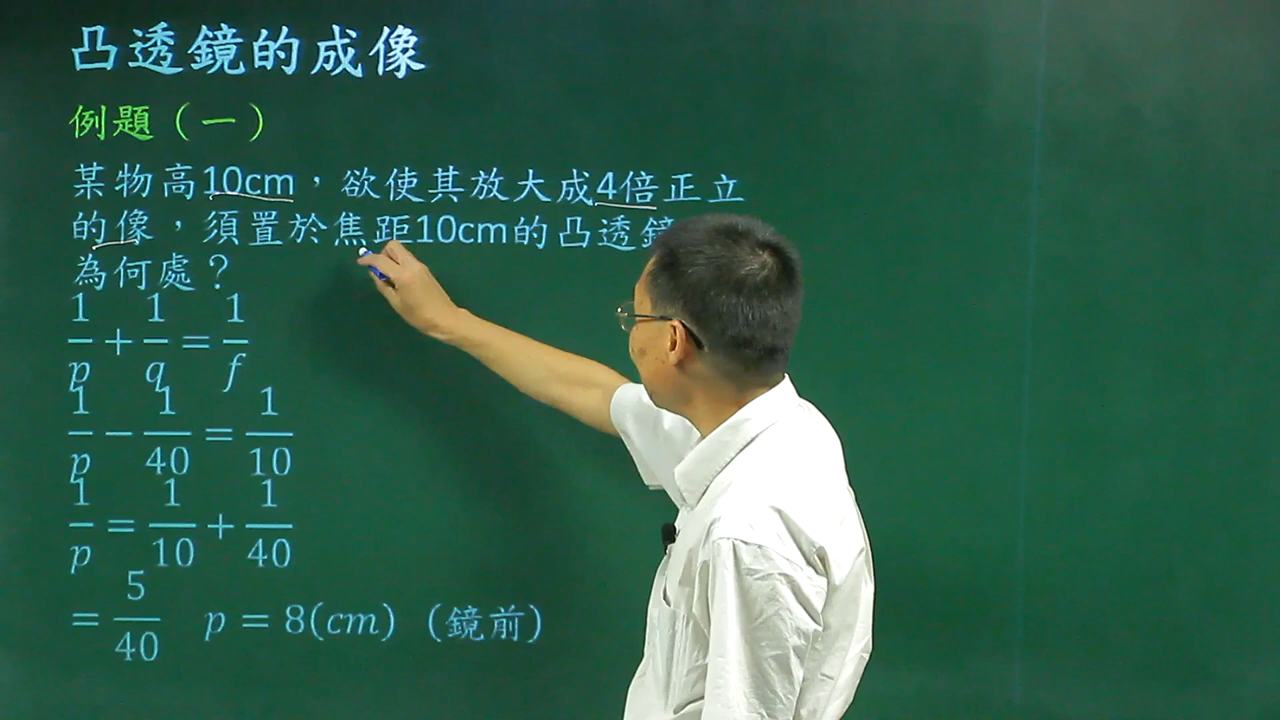 凸透鏡的成像
例題（一）
某物高10cm，欲使其放大成4倍正立
的像，須置於焦距10cm的凸透鏡
為何處？
1/p + 1/q = 1/f
1/p − 1/40 = 1/10
1/p = 1/10 + 1/40
= 5/40 p = 8(cm) （鏡前）